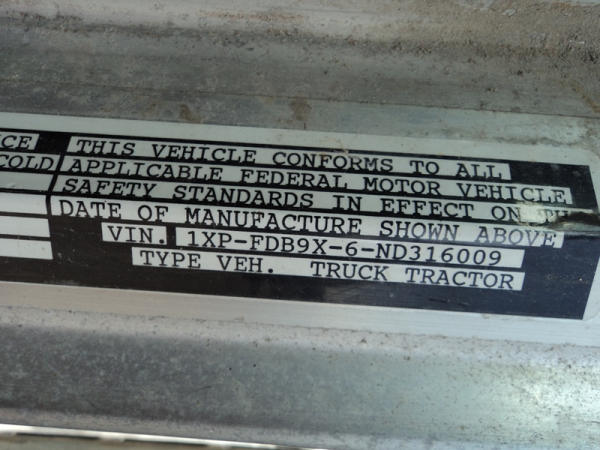 THIS VEHICLE CONFORMS TO ALL
COLD APPLICABLE FEDERAL MOTOR VEHICLE
SAFETY STANDARDS IN EFFECT ON
DATE OF MANUFACTURE SHOWN ABOVE
VIN. 1XP-FDB9X-6-ND316009
TYPE VEH. TRUCK TRACTOR